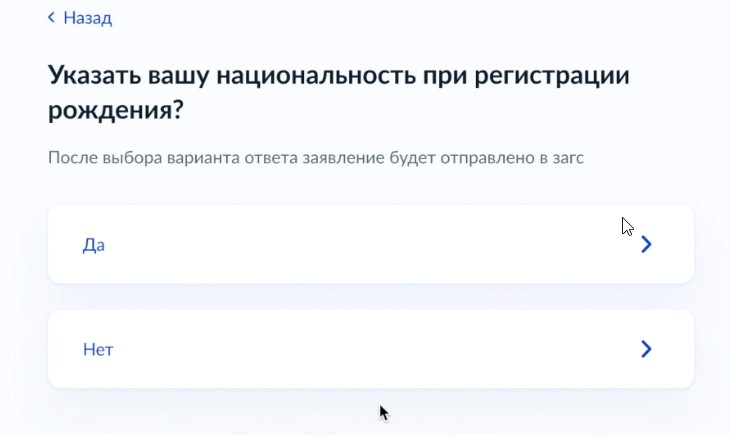 Назад
Указать вашу национальность при регистрации
рождения?
После выбора варианта ответа заявление будет отправлено в загс
Да
Нет